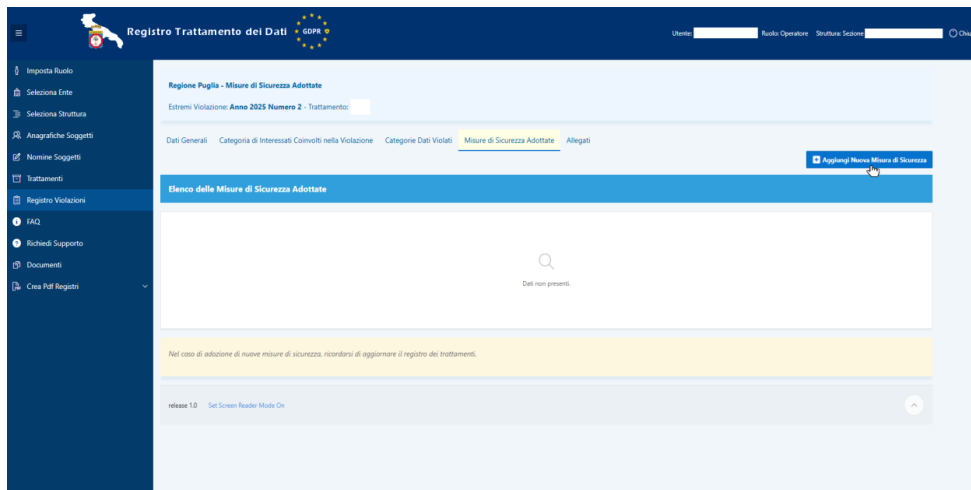 Registro Trattamento dei Dati
GDPR
Utente:
Ruolo: Operatore
Struttura: Sezione
Imposta Ruolo
Seleziona Ente
Seleziona Struttura
Anagrafiche Soggetti
Nomine Soggetti
Trattamenti
Registro Violazioni
FAQ
Richiedi Supporto
Documenti
Crea Pdf Registri
Regione Puglia - Misure di Sicurezza Adottate
Estremi Violazione: Anno 2025 Numero 2 - Trattamento:
Dati Generali
Categoria di Interessati Coinvolti nella Violazione
Categorie Dati Violati
Misure di Sicurezza Adottate
Allegati
Aggiungi Nuova Misura di Sicurezza
Elenco delle Misure di Sicurezza Adottate
Dati non presenti.
Nel caso di adozione di nuove misure di sicurezza, ricordarsi di aggiornare il registro dei trattamenti.
release 1.0
Set Screen Reader Mode On